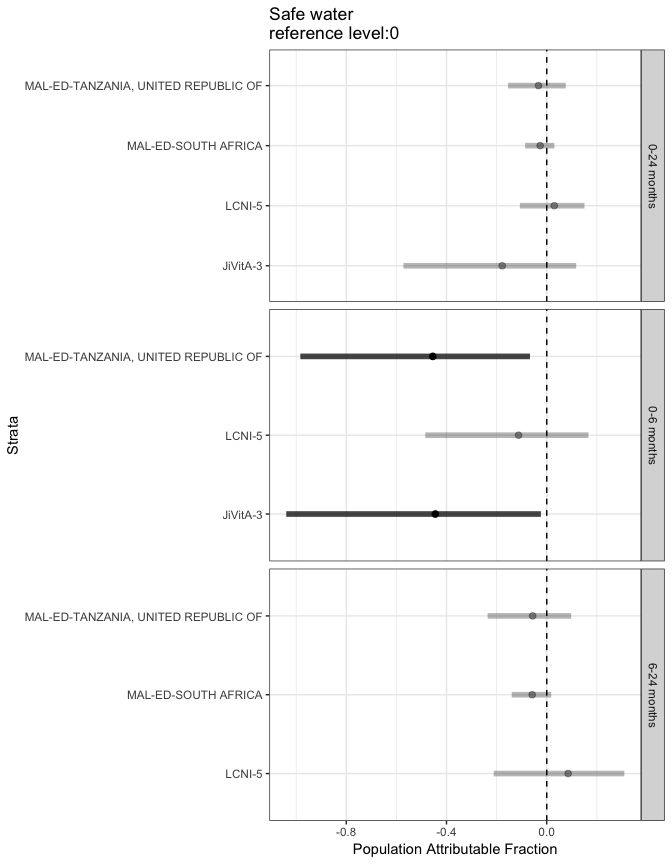 Safe water
reference level:0
MAL-ED-TANZANIA, UNITED REPUBLIC OF
MAL-ED-SOUTH AFRICA
LCNI-5
JiVitA-3
0-24 months
MAL-ED-TANZANIA, UNITED REPUBLIC OF
LCNI-5
JiVitA-3
0-6 months
MAL-ED-TANZANIA, UNITED REPUBLIC OF
MAL-ED-SOUTH AFRICA
LCNI-5
6-24 months
Strata
-0.8
-0.4
0.0
Population Attributable Fraction